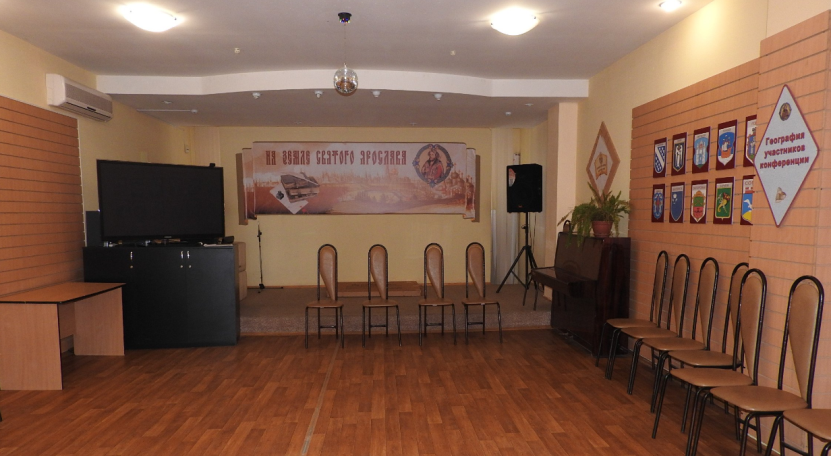 НА ЗЕМЛЕ СВЯТОГО ЯРОСЛАВА
География
участников
конференции